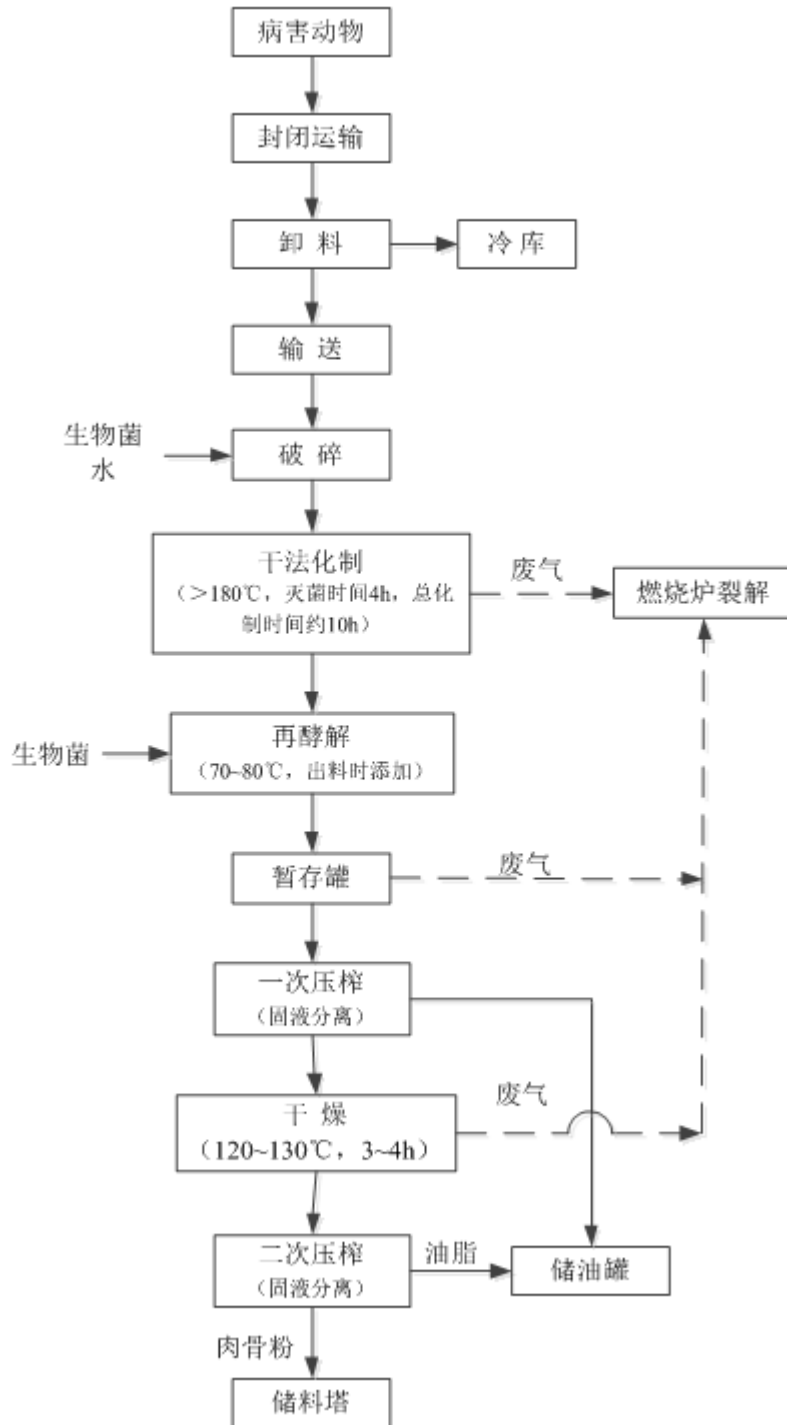 病害动物
封闭运输
卸 料
冷 库
输 送
生物菌
水
破 碎
干法化制
（＞180℃，灭菌时间4h，总化
制时间约10h）
废气
燃烧炉裂解
生物菌
再酵解
（70~80℃，出料时添加）
暂存罐
废气
一次压榨
（固液分离）
干 燥
（120~130℃，3~4h）
废气
二次压榨
（固液分离）
油脂
储油罐
肉骨粉
储料塔